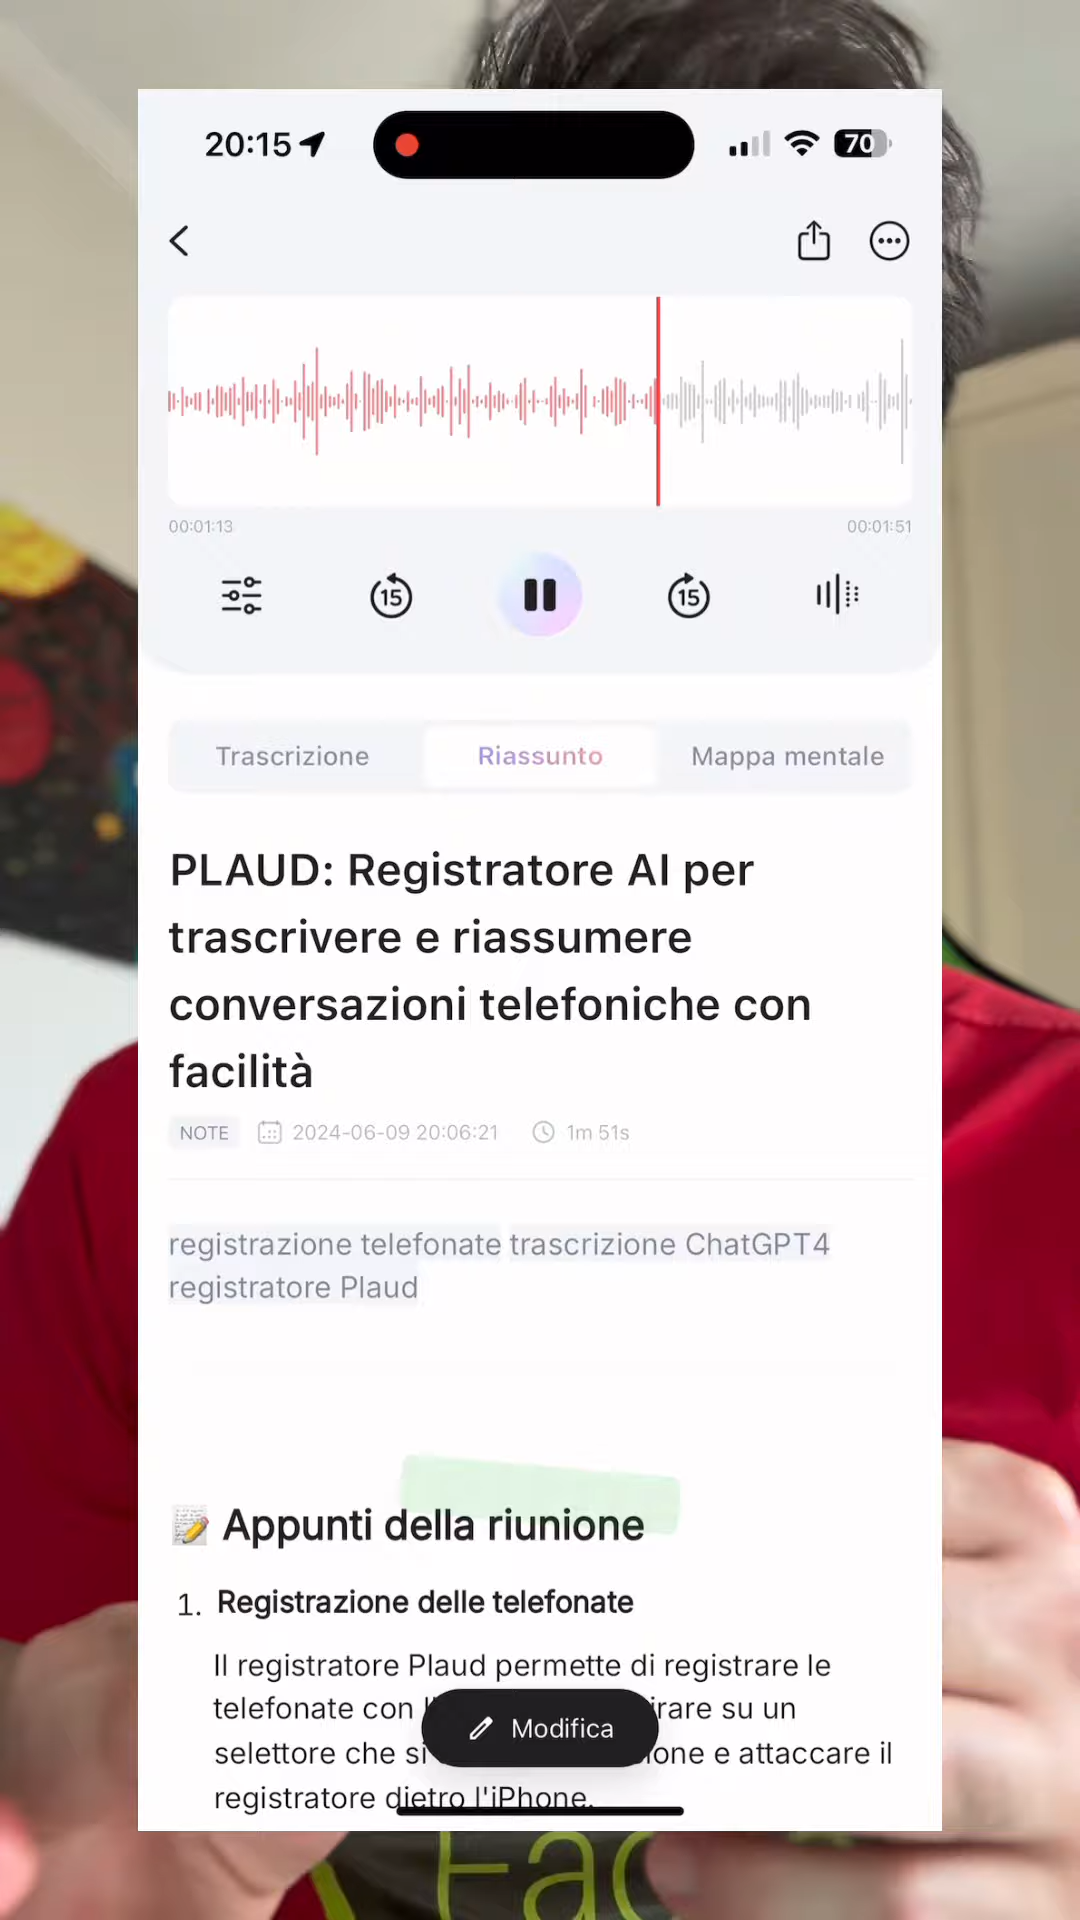 20:15
70
00:01:13
00:01:51
15
15
Trascrizione
Riassunto
Mappa mentale
PLAUD: Registratore AI per
trascrivere e riassumere
conversazioni telefoniche con
facilità
NOTE
2024-06-09 20:06:21
1m 51s
registrazione telefonate trascrizione ChatGPT4
registratore Plaud
📝 Appunti della riunione
1. Registrazione delle telefonate
Il registratore Plaud permette di registrare le
telefonate con su un
selettore che si e attaccare il
Modifica
registratore dietro l'iPhone.
Fac